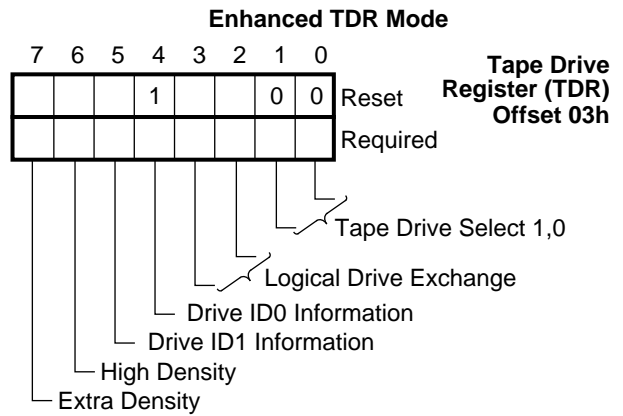 Enhanced TDR Mode
7 6 5 4 3 2 1 0
Tape Drive
Register (TDR)
Offset 03h
1 0 0 Reset
Required
Tape Drive Select 1,0
Logical Drive Exchange
Drive ID0 Information
Drive ID1 Information
High Density
Extra Density